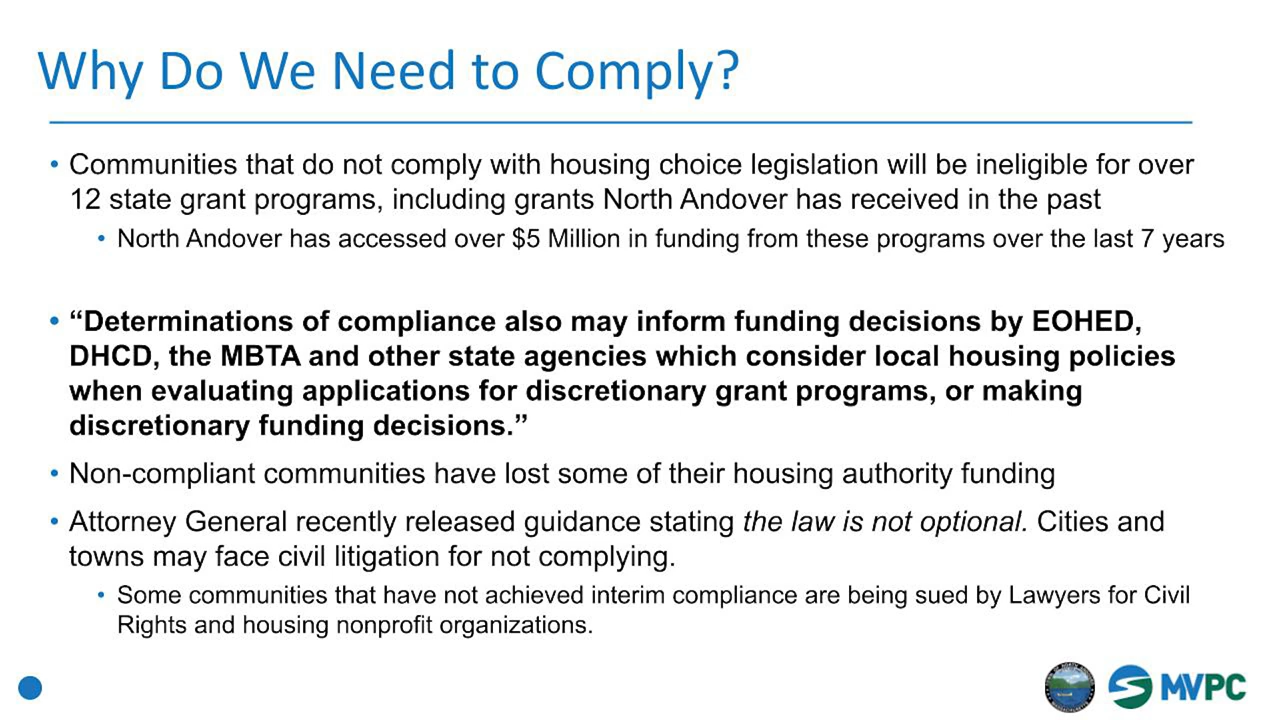 Why Do We Need to Comply?
• Communities that do not comply with housing choice legislation will be ineligible for over
12 state grant programs, including grants North Andover has received in the past
• North Andover has accessed over $5 Million in funding from these programs over the last 7 years
• “Determinations of compliance also may inform funding decisions by EOHED,
DHCD, the MBTA and other state agencies which consider local housing policies
when evaluating applications for discretionary grant programs, or making
discretionary funding decisions.”
• Non-compliant communities have lost some of their housing authority funding
• Attorney General recently released guidance stating the law is not optional. Cities and
towns may face civil litigation for not complying.
• Some communities that have not achieved interim compliance are being sued by Lawyers for Civil
Rights and housing nonprofit organizations.
MVPC